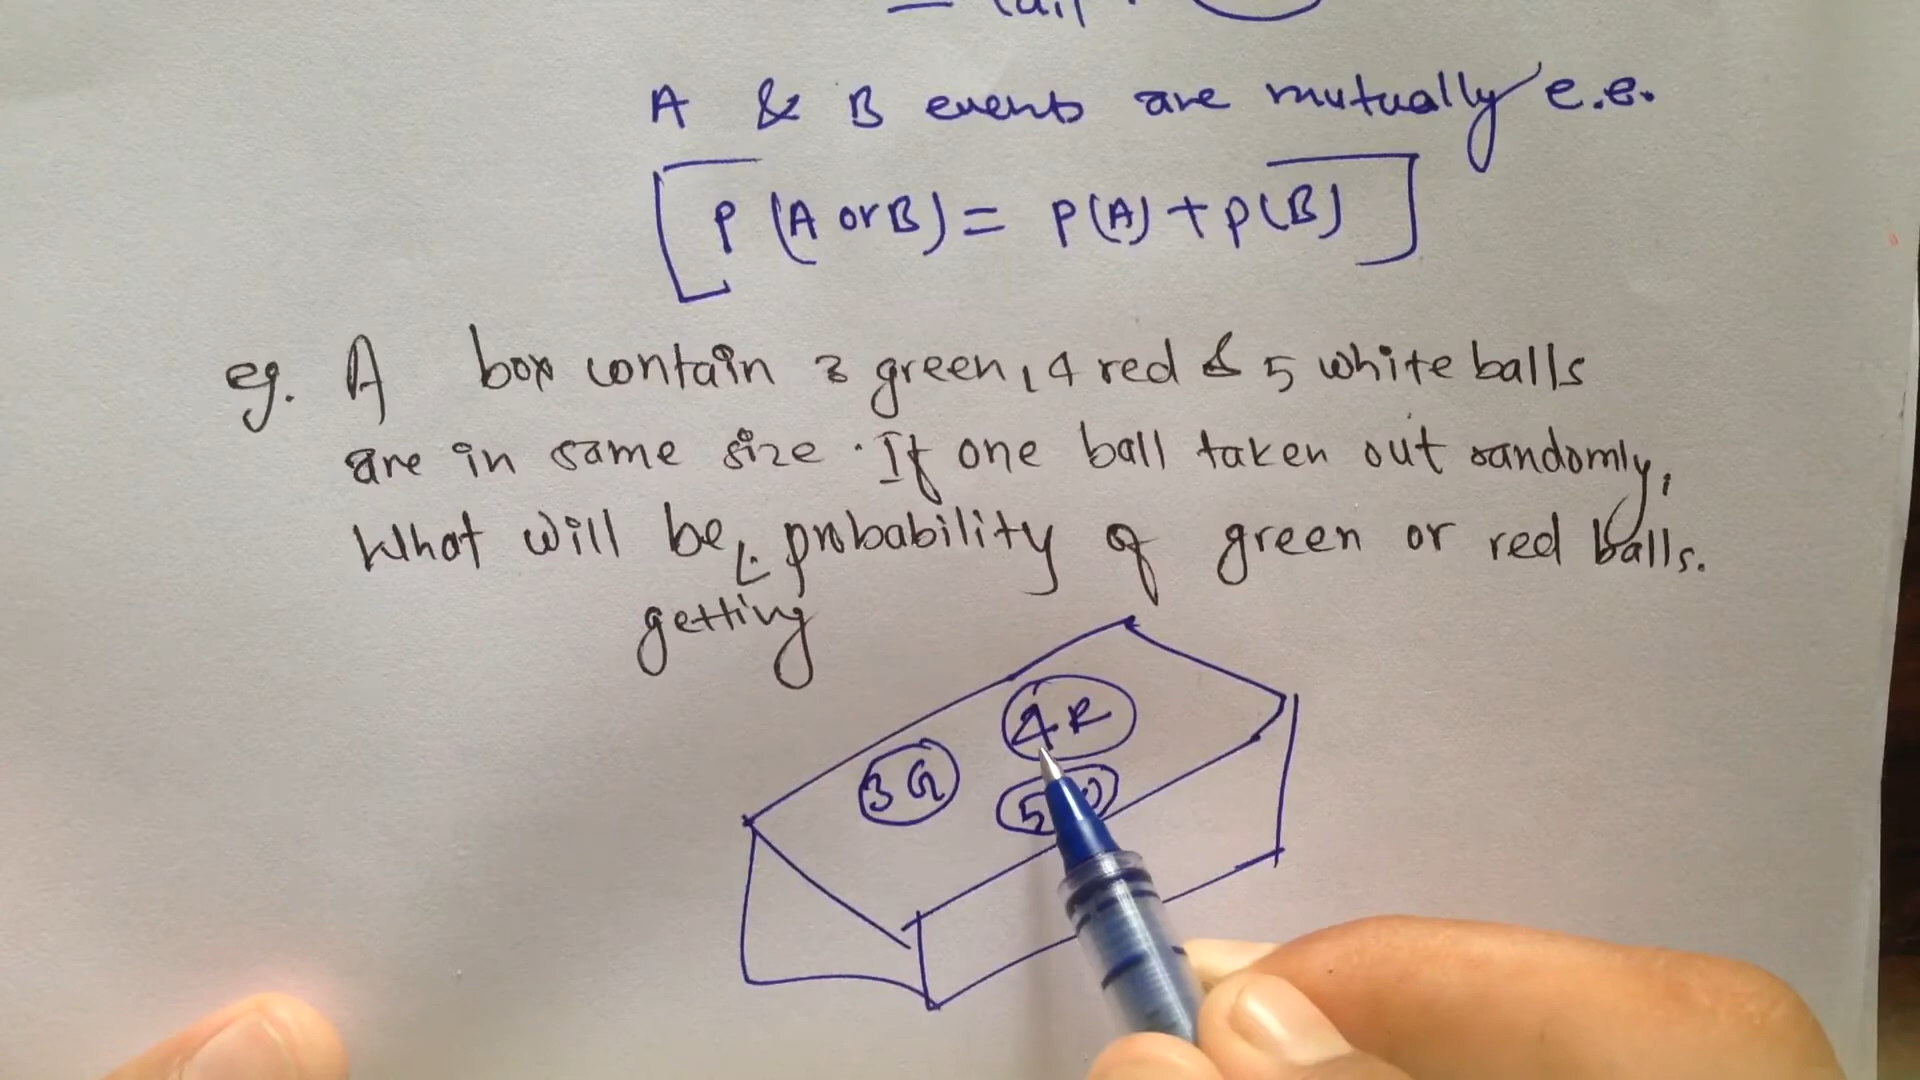 A & B events are mutually e.e.
P (A or B) = P(A) + P(B)
eg. A box contain 3 green, 4 red & 5 white balls
are in same size. If one ball taken out randomly,
What will be probability of green or red balls.
getting
4R
3G
5